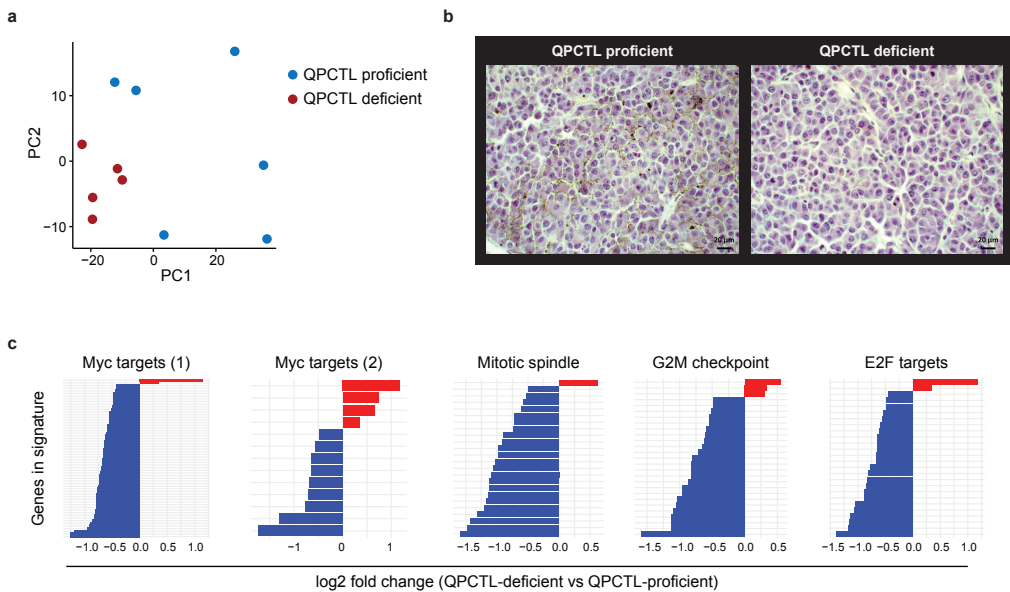 a
10
0
−10
PC2
−20
0
20
PC1
QPCTL proficient
QPCTL deficient
b
QPCTL proficient
QPCTL deficient
20 µm
20 µm
c
Myc targets (1)
Myc targets (2)
Mitotic spindle
G2M checkpoint
E2F targets
Genes in signature
−1.0 −0.5 0.0 0.5 1.0
−1 0 1
−1.5 −1.0 −0.5 0.0 0.5
−1.5 −1.0 −0.5 0.0 0.5
−1.5 −1.0 −0.5 0.0 0.5 1.0
log2 fold change (QPCTL-deficient vs QPCTL-proficient)